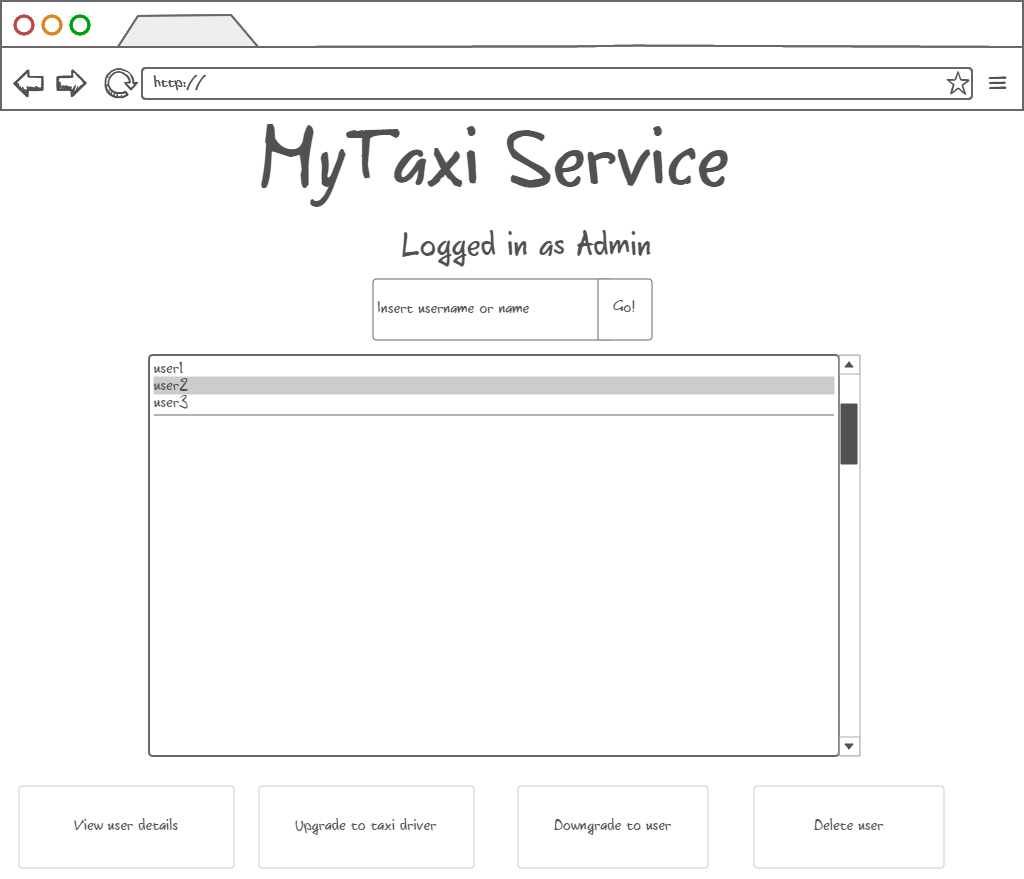 http://
MyTaxi Service
Logged in as Admin
Insert username or name
Go!
user1
user2
user3
View user details
Upgrade to taxi driver
Downgrade to user
Delete user